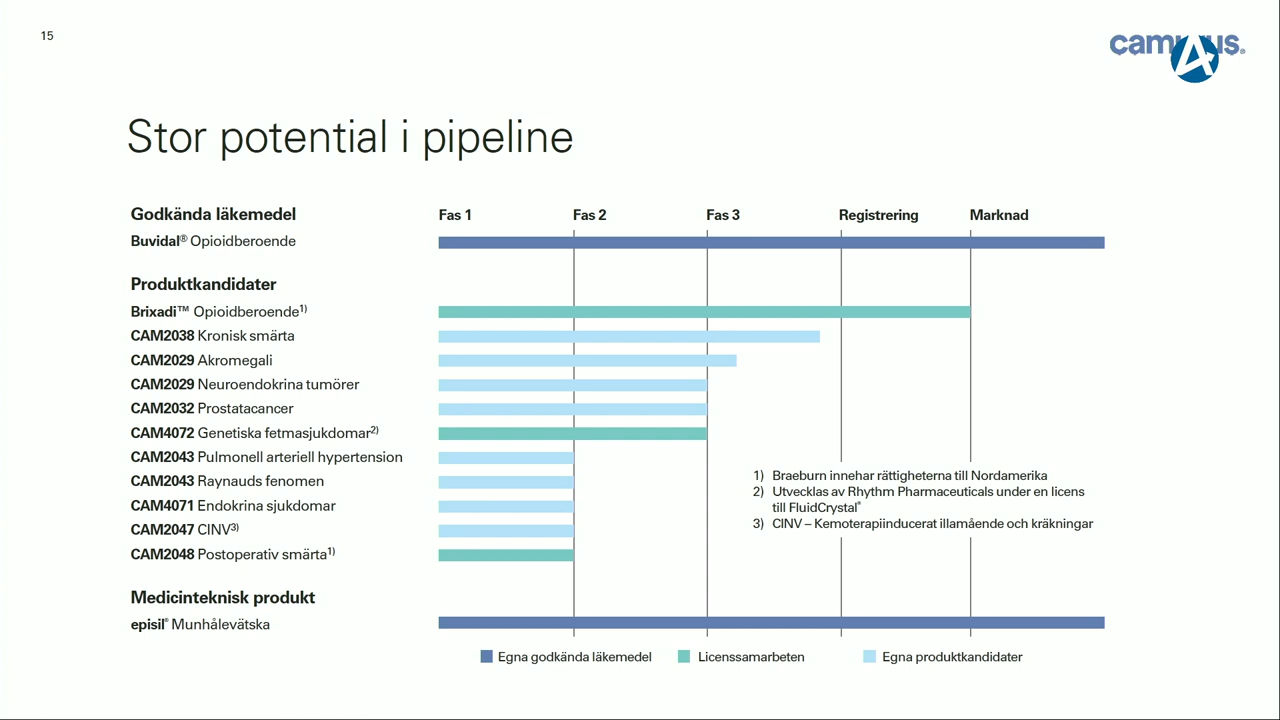 15
Stor potential i pipeline
Godkända läkemedel Fas 1 Fas 2 Fas 3 Registrering Marknad
Buvidal® Opioidberoende
Produktkandidater
Brixadi™ Opioidberoende1)
CAM2038 Kronisk smärta
CAM2029 Akromegali
CAM2029 Neuroendokrina tumörer
CAM2032 Prostatacancer
CAM4072 Genetiska fetmasjukdomar2)
CAM2043 Pulmonell arteriell hypertension
CAM2043 Raynauds fenomen
CAM4071 Endokrina sjukdomar
CAM2047 CINV3)
CAM2048 Postoperativ smärta1)
1) Braeburn innehar rättigheterna till Nordamerika
2) Utvecklas av Rhythm Pharmaceuticals under en licens
till FluidCrystal®
3) CINV – Kemoterapiinducerat illamående och kräkningar
Medicinteknisk produkt
episil® Munhålevätska
Egna godkända läkemedel Licenssamarbeten Egna produktkandidater